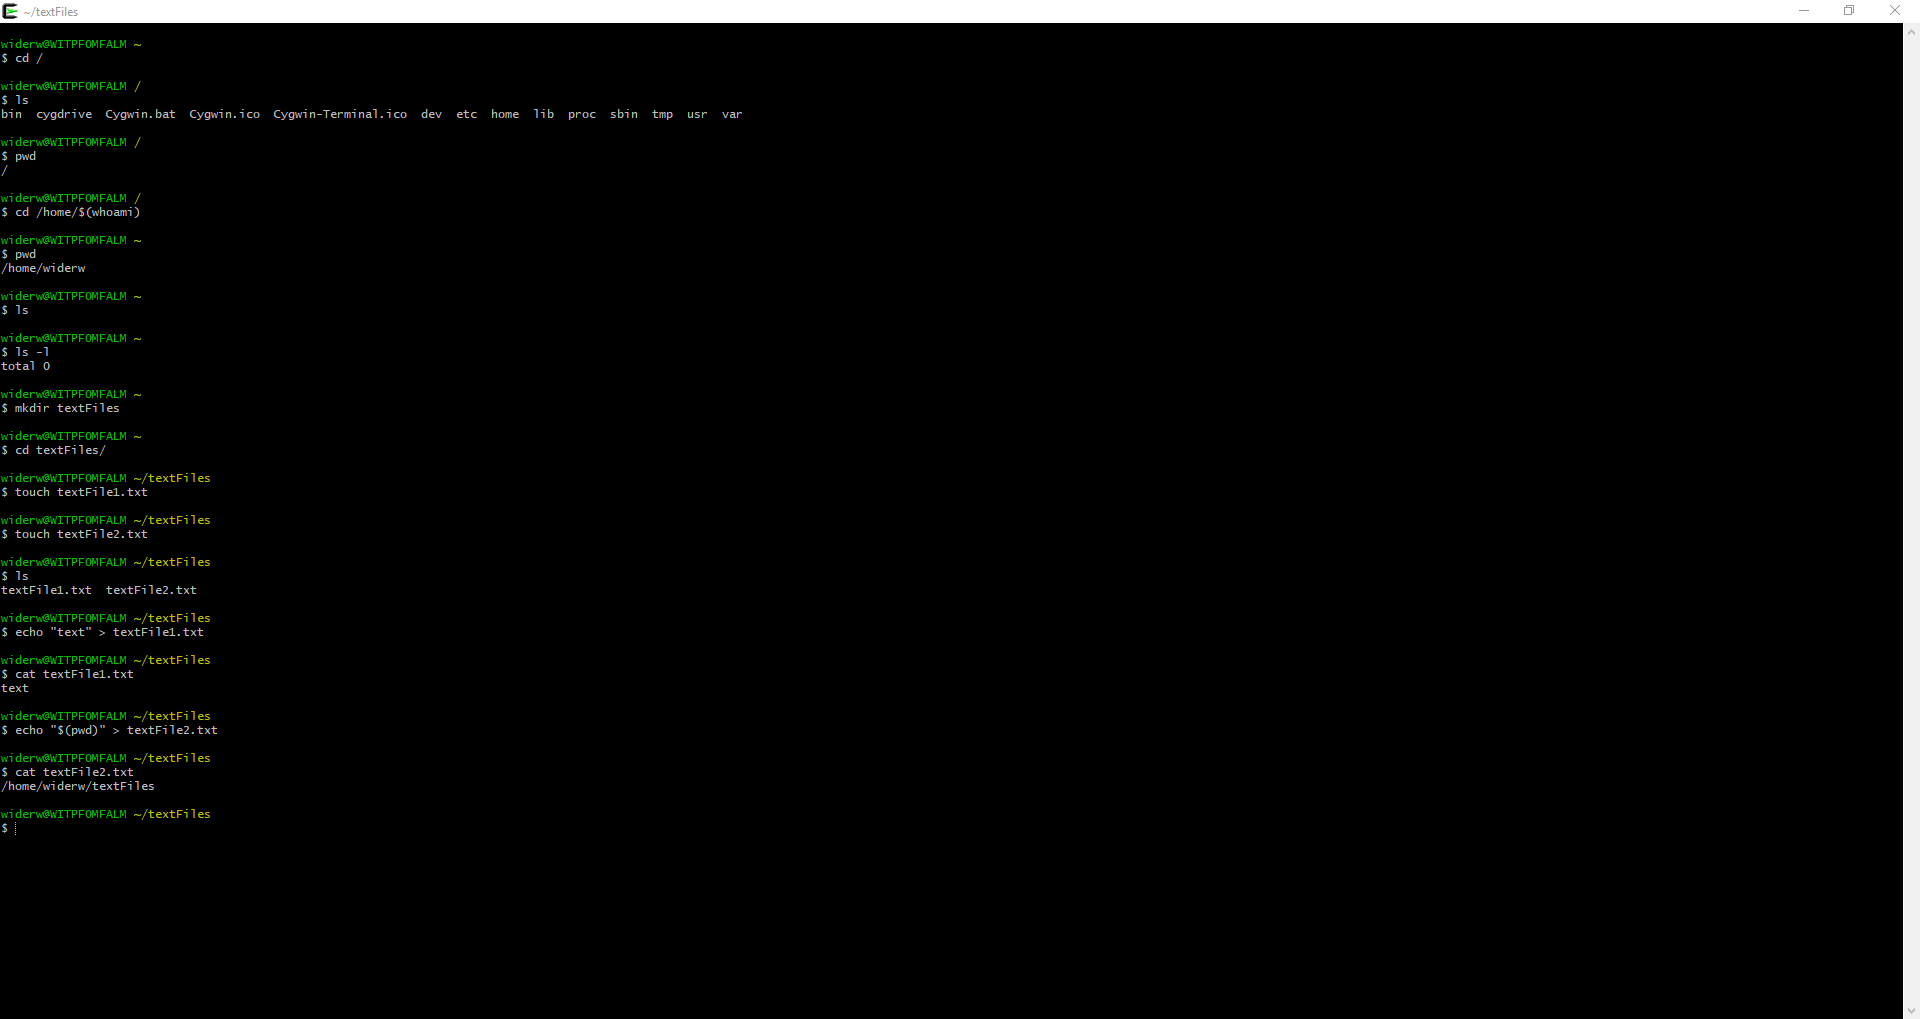 ~/textFiles
widerw@WITPFOMFALM ~
$ cd /
widerw@WITPFOMFALM /
$ ls
bin  cygdrive  Cygwin.bat  Cygwin.ico  Cygwin-Terminal.ico  dev  etc  home  lib  proc  sbin  tmp  usr  var
widerw@WITPFOMFALM /
$ pwd
/
widerw@WITPFOMFALM /
$ cd /home/$(whoami)
widerw@WITPFOMFALM ~
$ pwd
/home/widerw
widerw@WITPFOMFALM ~
$ ls
widerw@WITPFOMFALM ~
$ ls -l
total 0
widerw@WITPFOMFALM ~
$ mkdir textFiles
widerw@WITPFOMFALM ~
$ cd textFiles/
widerw@WITPFOMFALM ~/textFiles
$ touch textFile1.txt
widerw@WITPFOMFALM ~/textFiles
$ touch textFile2.txt
widerw@WITPFOMFALM ~/textFiles
$ ls
textFile1.txt  textFile2.txt
widerw@WITPFOMFALM ~/textFiles
$ echo "text" > textFile1.txt
widerw@WITPFOMFALM ~/textFiles
$ cat textFile1.txt
text
widerw@WITPFOMFALM ~/textFiles
$ echo "$(pwd)" > textFile2.txt
widerw@WITPFOMFALM ~/textFiles
$ cat textFile2.txt
/home/widerw/textFiles
widerw@WITPFOMFALM ~/textFiles
$